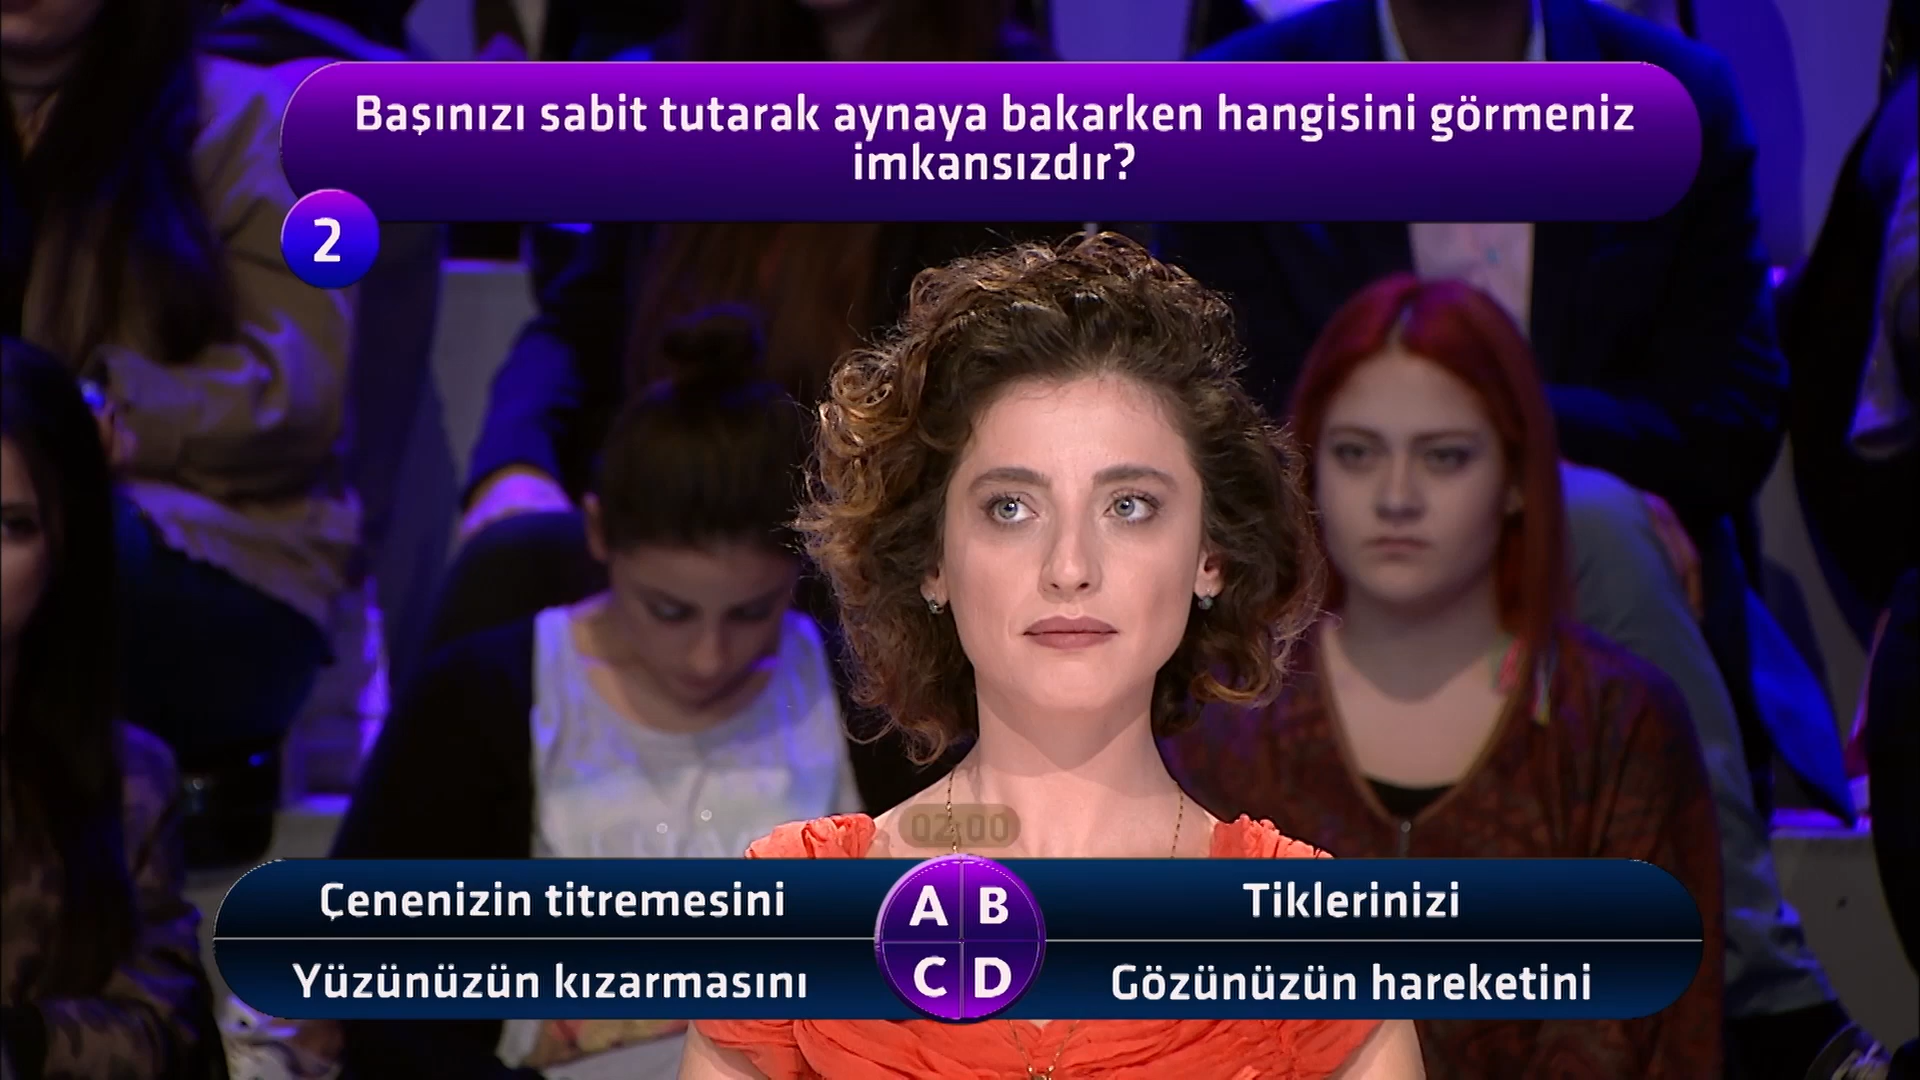 Başınızı sabit tutarak aynaya bakarken hangisini görmeniz
imkansızdır?
2
02:00
Çenenizin titremesini
A
B
Tiklerinizi
Yüzünüzün kızarmasını
C
D
Gözünüzün hareketini